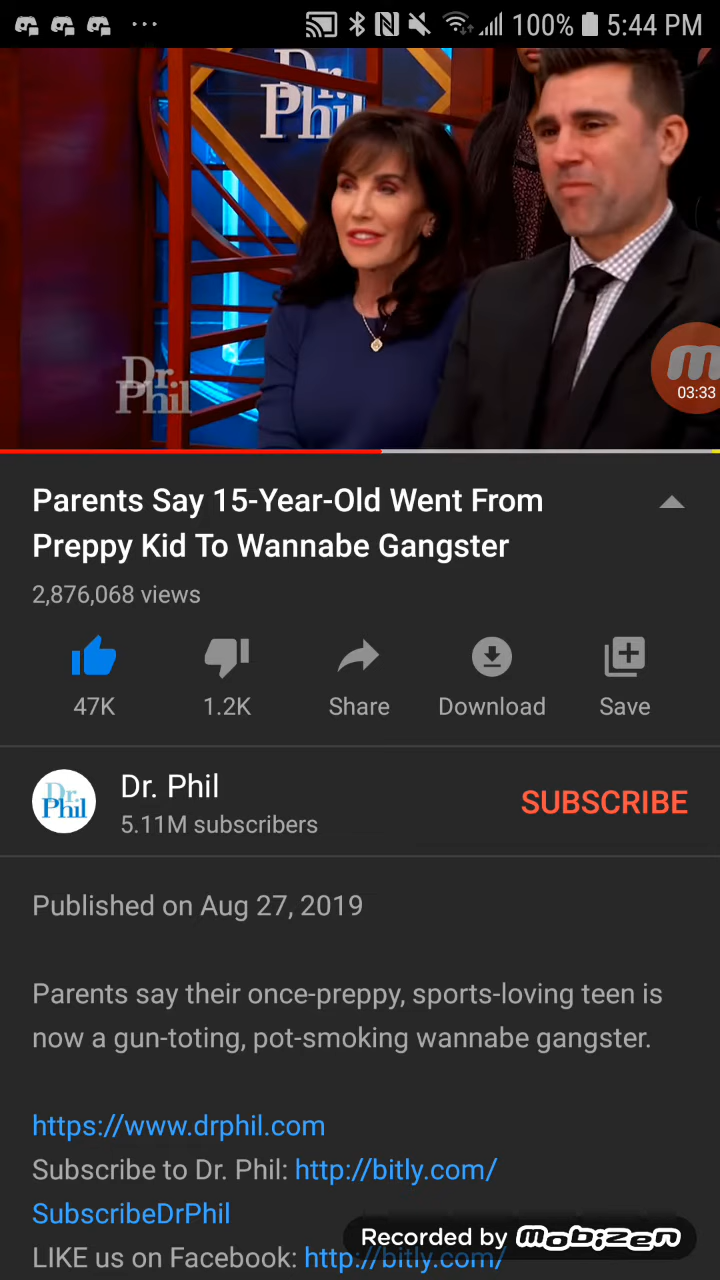 100% 5:44 PM
Dr.
Phil
Dr.
Phil
m
03:33
Parents Say 15-Year-Old Went From
Preppy Kid To Wannabe Gangster
2,876,068 views
47K 1.2K Share Download Save
Dr. Phil
Dr. Phil
5.11M subscribers
SUBSCRIBE
Published on Aug 27, 2019
Parents say their once-preppy, sports-loving teen is
now a gun-toting, pot-smoking wannabe gangster.
https://www.drphil.com
Subscribe to Dr. Phil: http://bitly.com/
SubscribeDrPhil
LIKE us on Facebook: http://bitly.com/
Recorded by mobizen